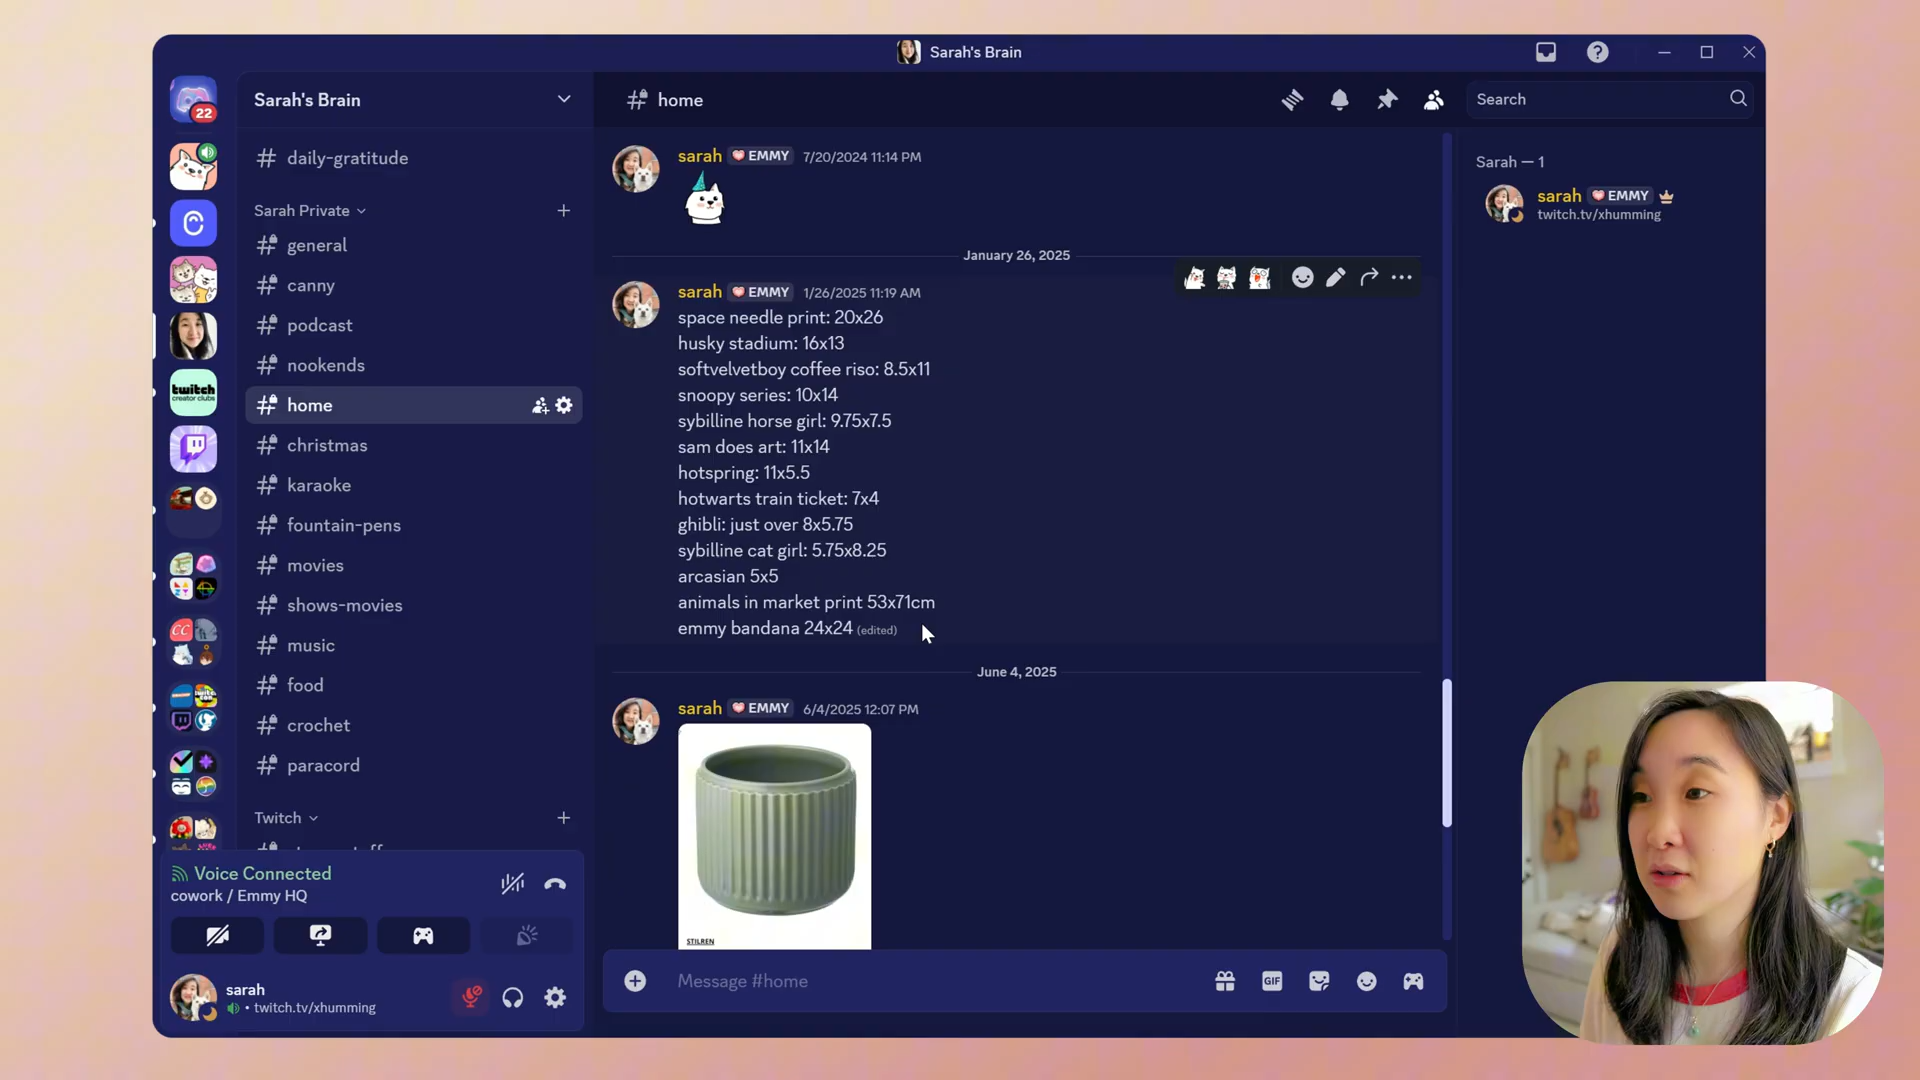 Sarah's Brain
22
Sarah's Brain
daily-gratitude
Sarah Private
general
canny
podcast
nookends
home
christmas
karaoke
fountain-pens
movies
shows-movies
music
food
crochet
paracord
Twitch
twitch
creator clubs
CC
Voice Connected
cowork / Emmy HQ
sarah
• twitch.tv/xhumming
home
Search
sarah EMMY 7/20/2024 11:14 PM
January 26, 2025
sarah EMMY 1/26/2025 11:19 AM
space needle print: 20x26
husky stadium: 16x13
softvelvetboy coffee riso: 8.5x11
snoopy series: 10x14
sybilline horse girl: 9.75x7.5
sam does art: 11x14
hotspring: 11x5.5
hotwarts train ticket: 7x4
ghibli: just over 8x5.75
sybilline cat girl: 5.75x8.25
arcasian 5x5
animals in market print 53x71cm
emmy bandana 24x24 (edited)
June 4, 2025
sarah EMMY 6/4/2025 12:07 PM
STILREN
Message #home
GIF
Sarah — 1
sarah EMMY
twitch.tv/xhumming